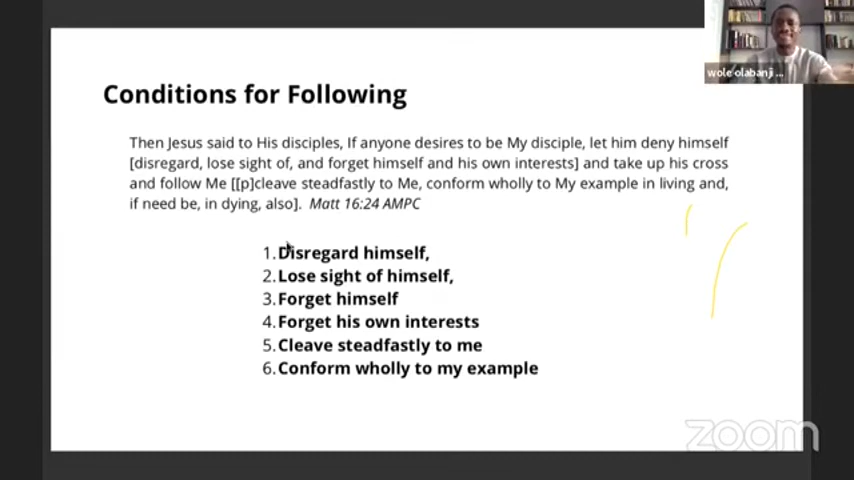 wole olabanji ...
Conditions for Following
Then Jesus said to His disciples, If anyone desires to be My disciple, let him deny himself
[disregard, lose sight of, and forget himself and his own interests] and take up his cross
and follow Me [[p]cleave steadfastly to Me, conform wholly to My example in living and,
if need be, in dying, also]. Matt 16:24 AMPC
1. Disregard himself,
2. Lose sight of himself,
3. Forget himself
4. Forget his own interests
5. Cleave steadfastly to me
6. Conform wholly to my example
zoom